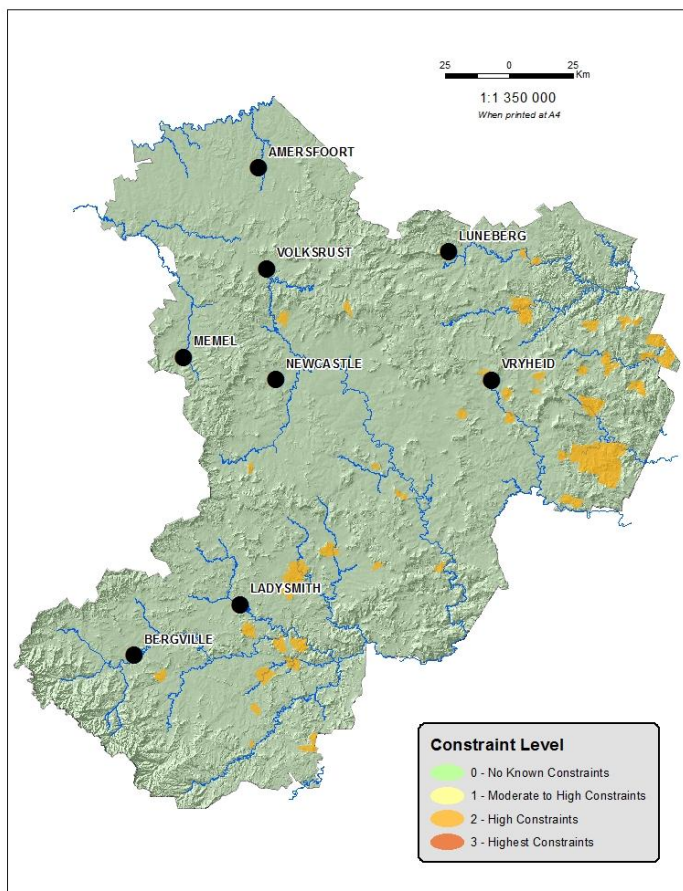 25 0 25
Km
1:1 350 000
When printed at A4
AMERSFOORT
LUNEBERG
VOLKSRUST
MEMEL
NEWCASTLE
VRYHEID
LADYSMITH
BERGVILLE
Constraint Level
0 - No Known Constraints
1 - Moderate to High Constraints
2 - High Constraints
3 - Highest Constraints